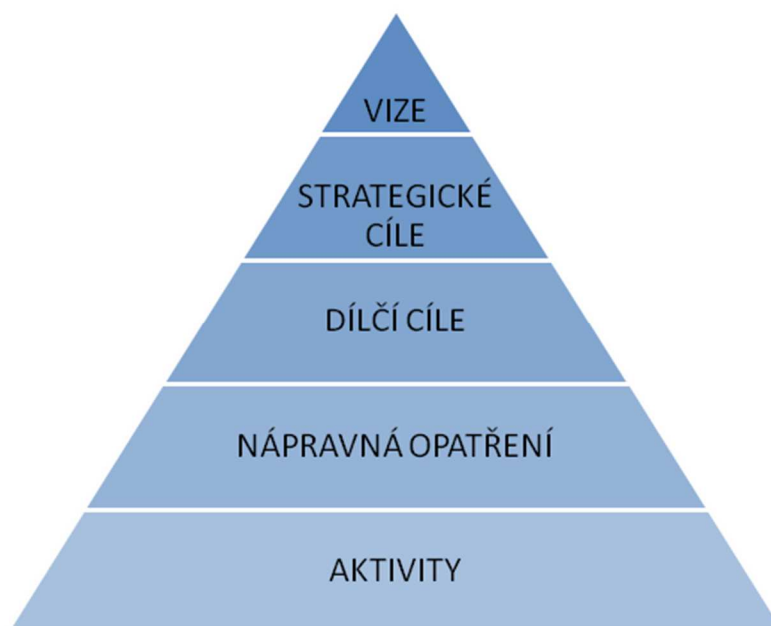 VIZE
STRATEGICKÉ
CÍLE
DÍLČÍ CÍLE
NÁPRAVNÁ OPATŘENÍ
AKTIVITY